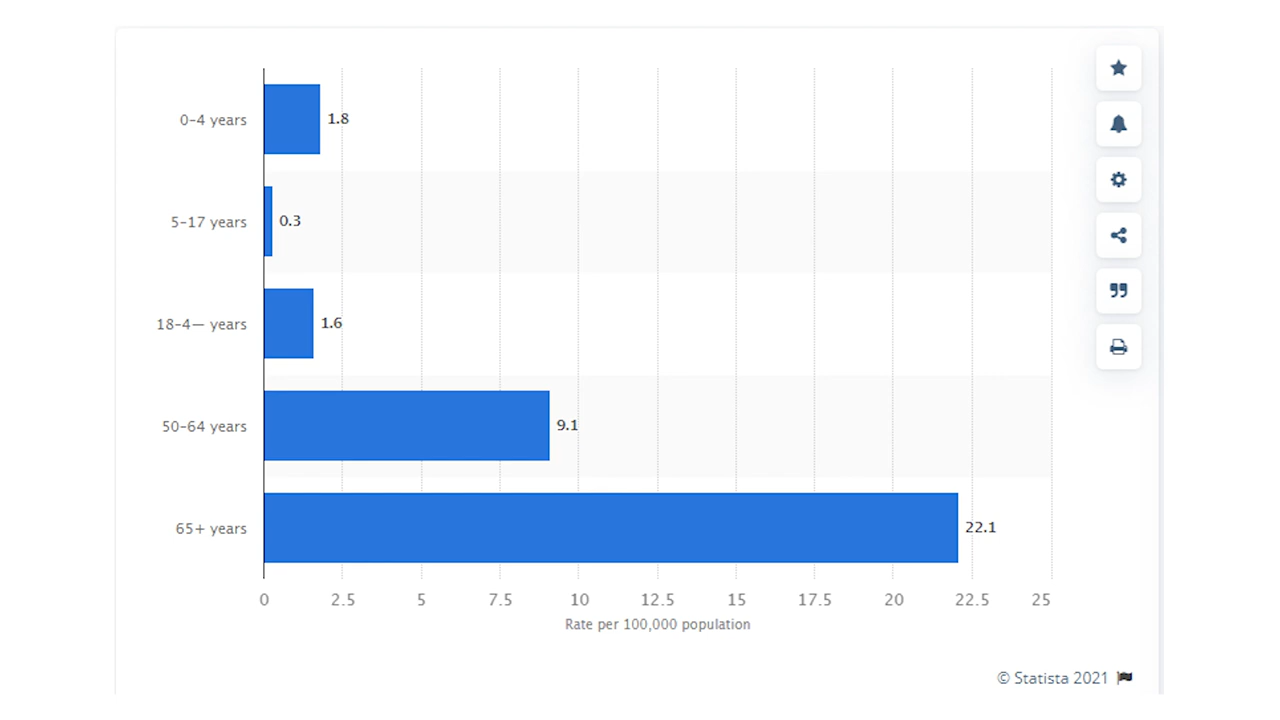 0–4 years
1.8
5–17 years
0.3
18–4— years
1.6
50–64 years
9.1
65+ years
22.1
0 2.5 5 7.5 10 12.5 15 17.5 20 22.5 25
Rate per 100,000 population
© Statista 2021